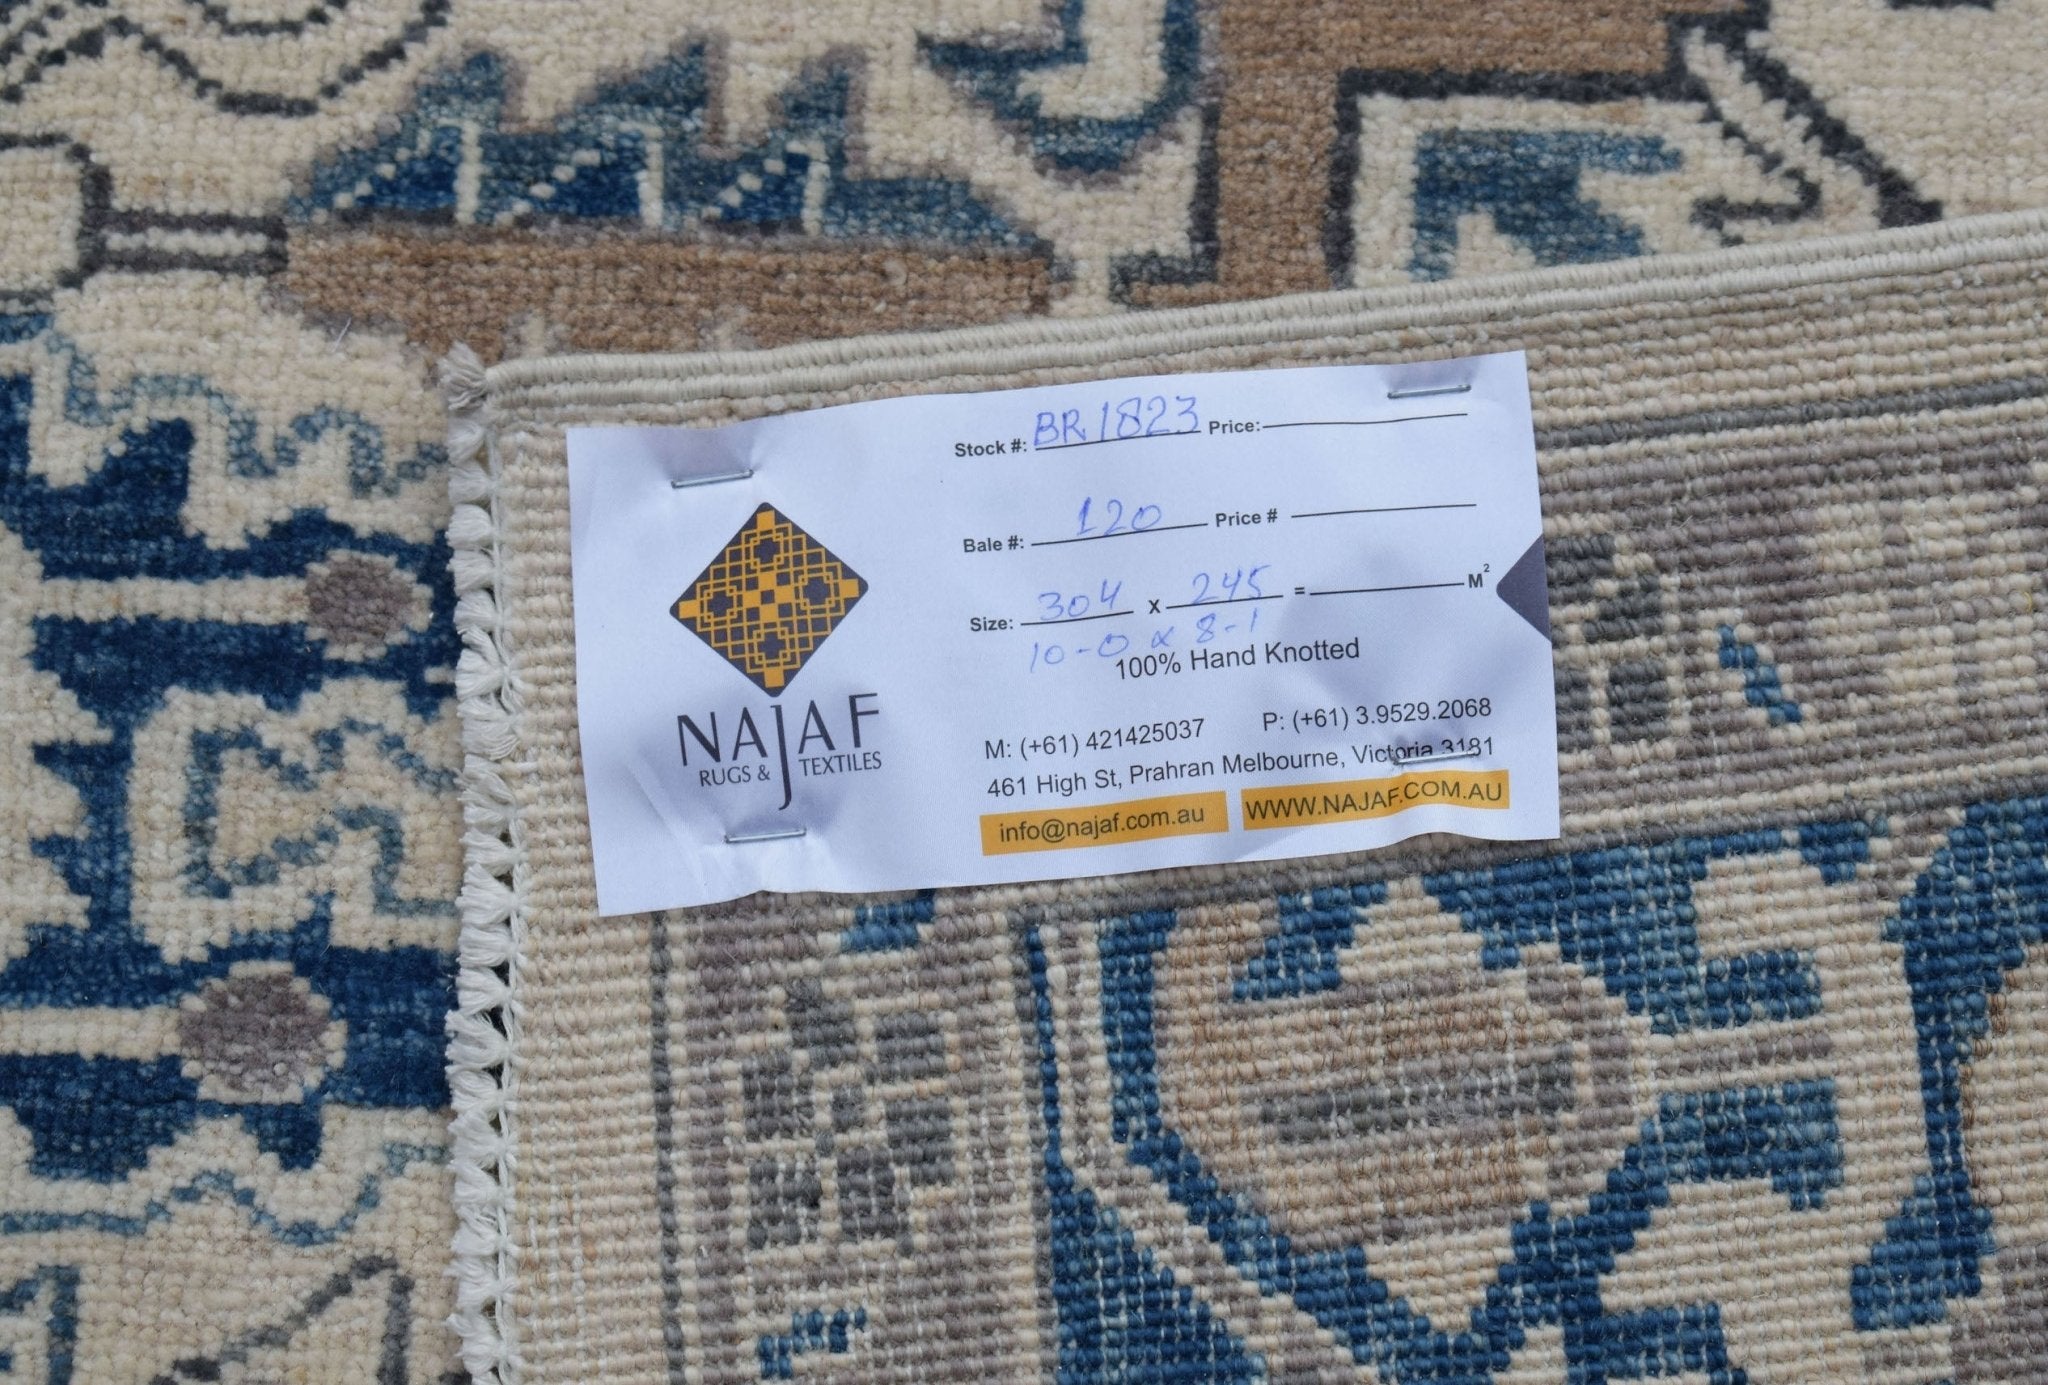 Stock #: BR1823 Price:
Bale #: 120 Price #
Size: 304 x 245 = M²
10-0 x 8-1
100% Hand Knotted
NAJAF
RUGS & TEXTILES
M: (+61) 421425037 P: (+61) 3.9529.2068
461 High St, Prahran Melbourne, Victoria 3181
info@najaf.com.au WWW.NAJAF.COM.AU